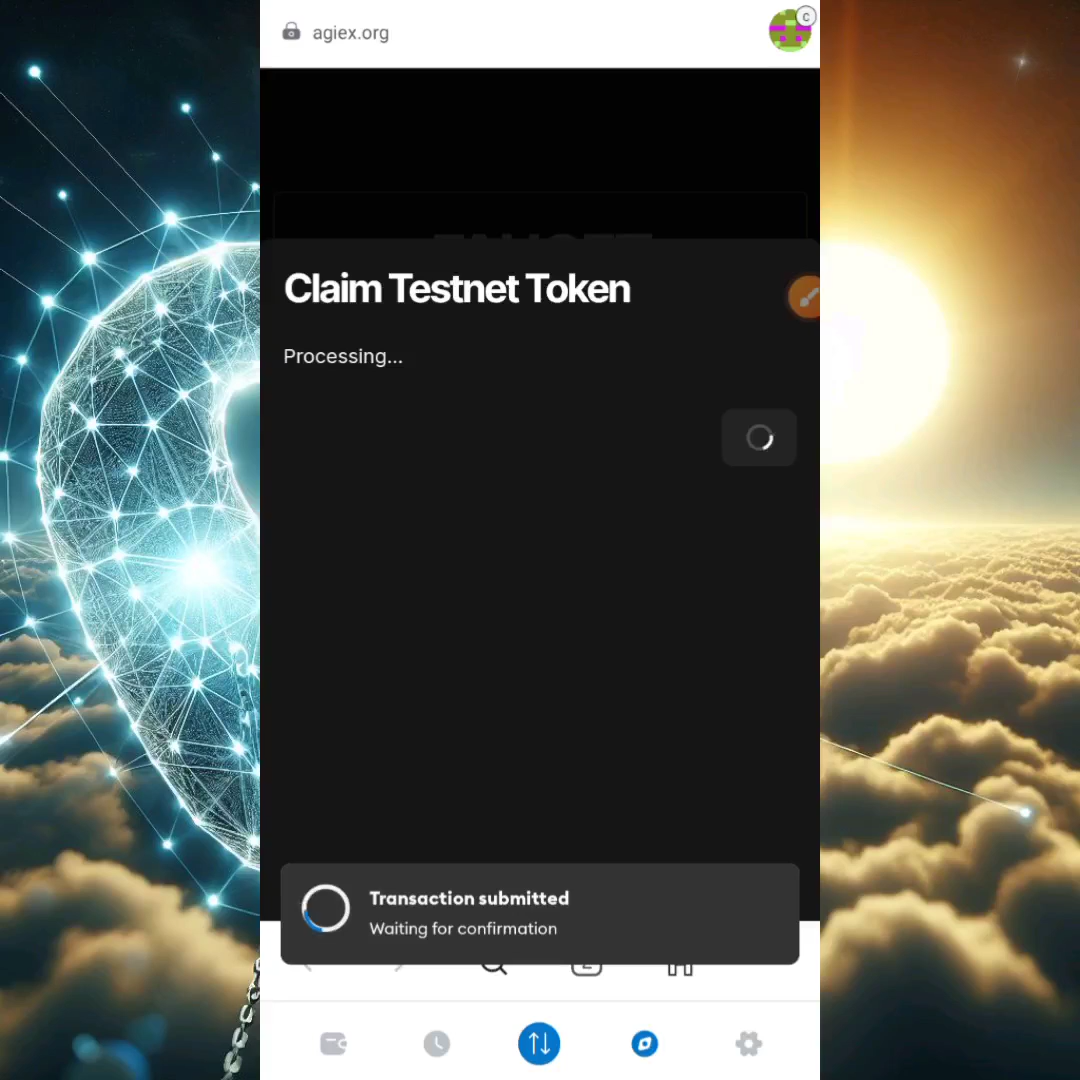 agiex.org
C
Claim Testnet Token
Processing...
Transaction submitted
Waiting for confirmation